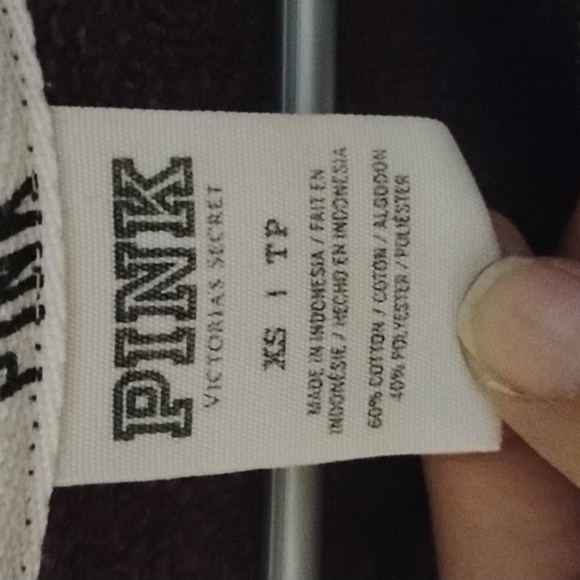 PINK
PINK
VICTORIAS SECRET
XS | TP
MADE IN INDONESIA / FAIT EN
INDONÉSIE / HECHO EN INDONESIA
60% COTTON / COTON / ALGODON
40% POLYESTER / POLIESTER